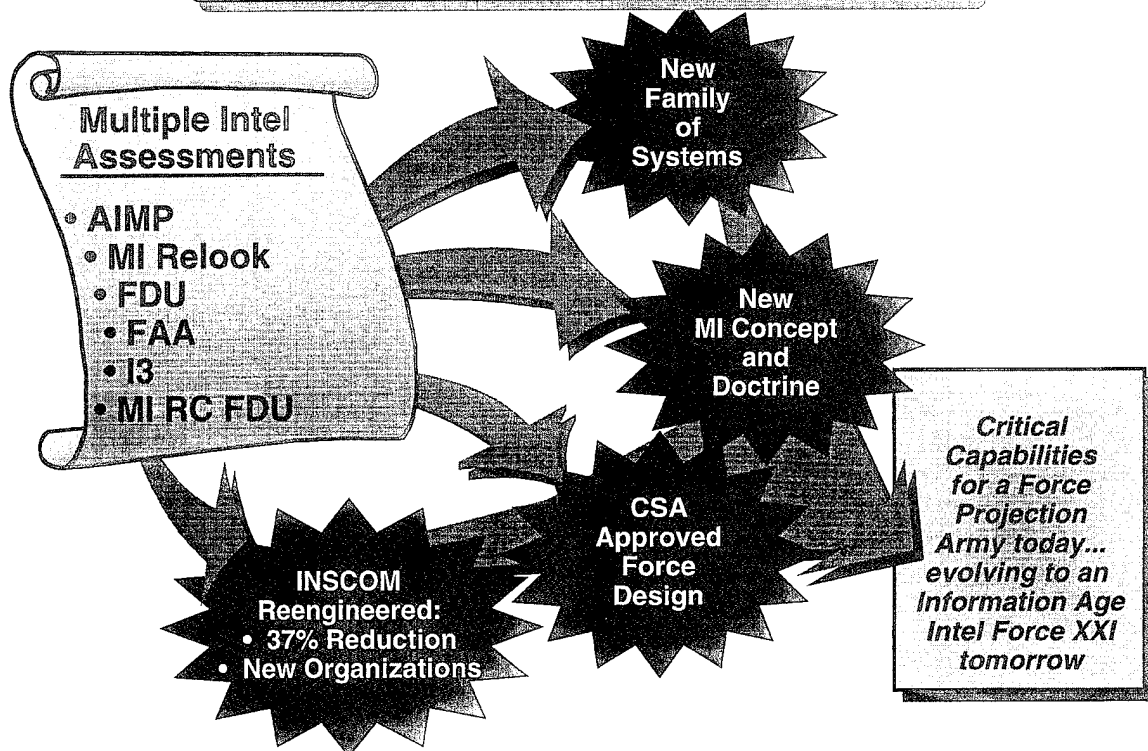 Multiple Intel
Assessments
• AIMP
• MI Relook
• FDU
• FAA
• I3
• MI RC FDU
New
Family
of
Systems
New
MI Concept
and
Doctrine
CSA
Approved
Force
Design
INSCOM
Reengineered:
• 37% Reduction
• New Organizations
Critical
Capabilities
for a Force
Projection
Army today...
evolving to an
Information Age
Intel Force XXI
tomorrow